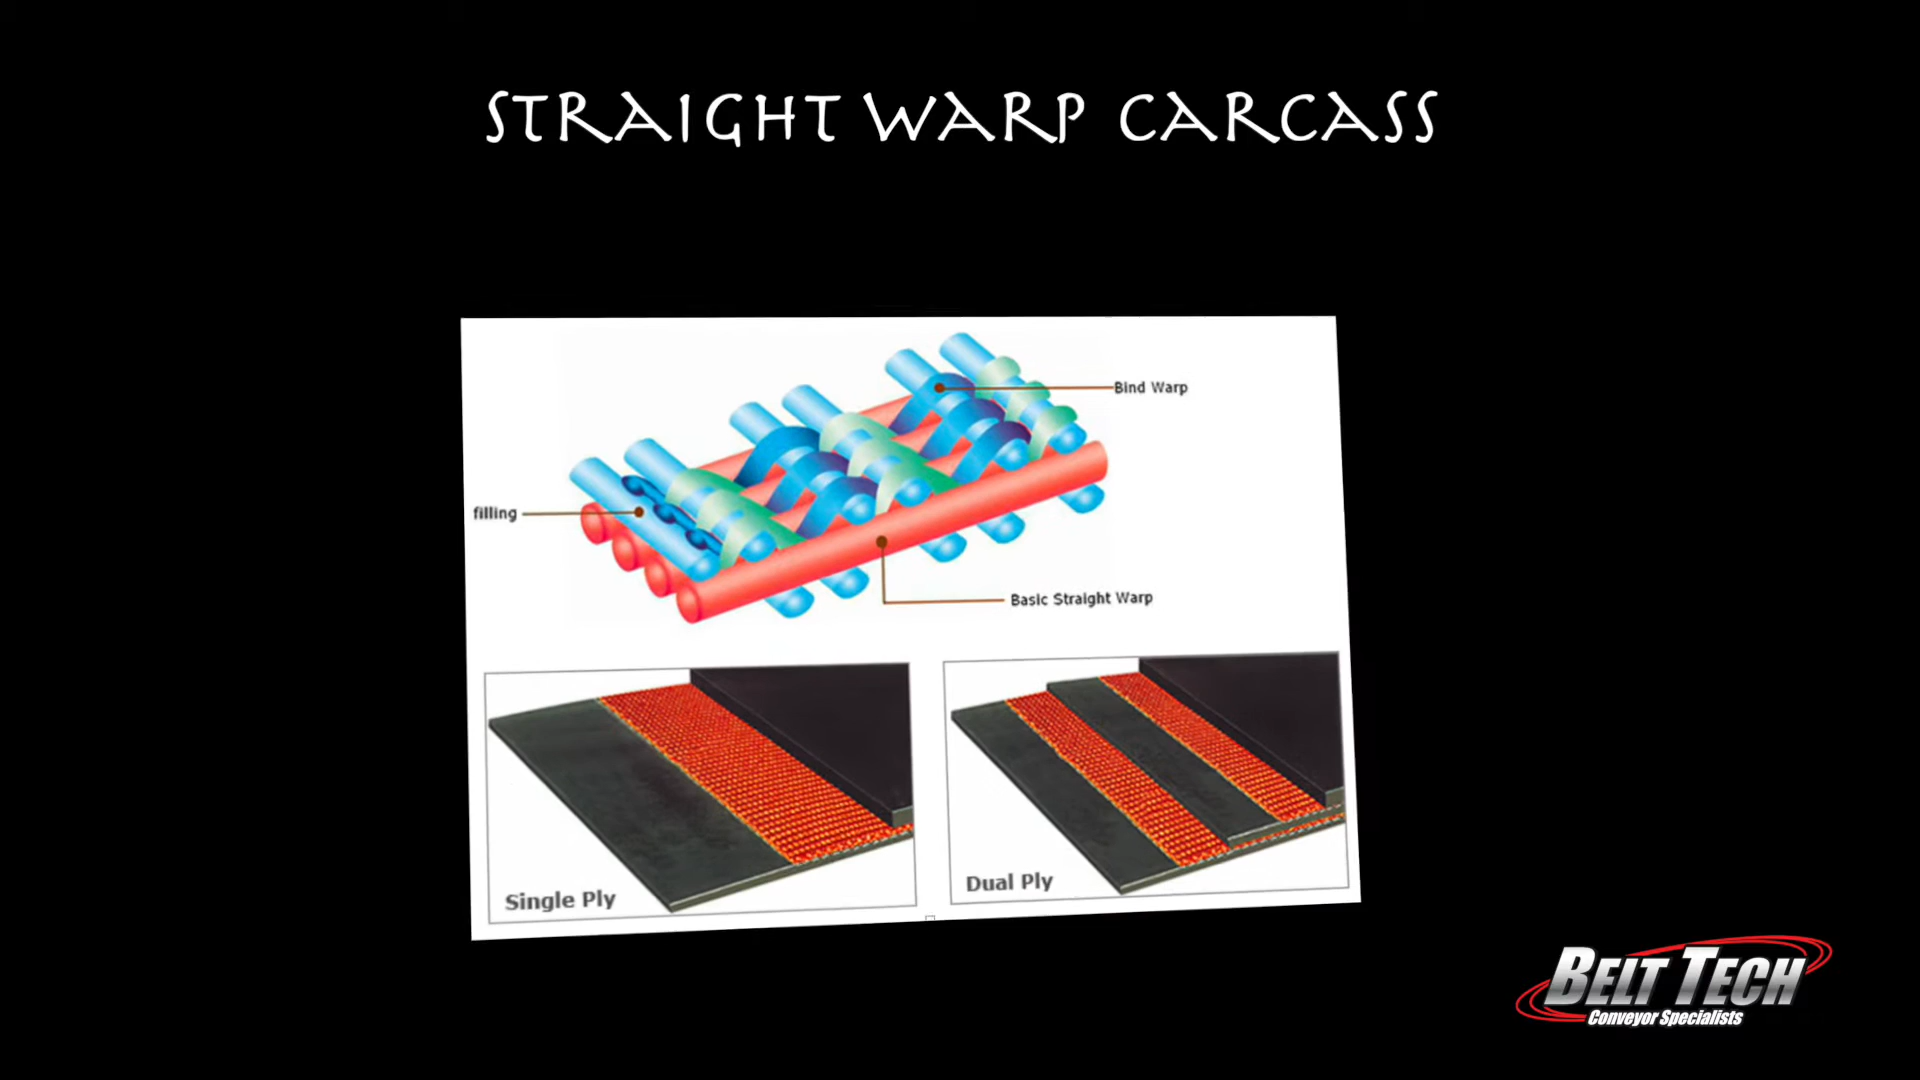 STRAIGHT WARP CARCASS
Bind Warp
filling
Basic Straight Warp
Single Ply
Dual Ply
BELT TECH
Conveyor Specialists